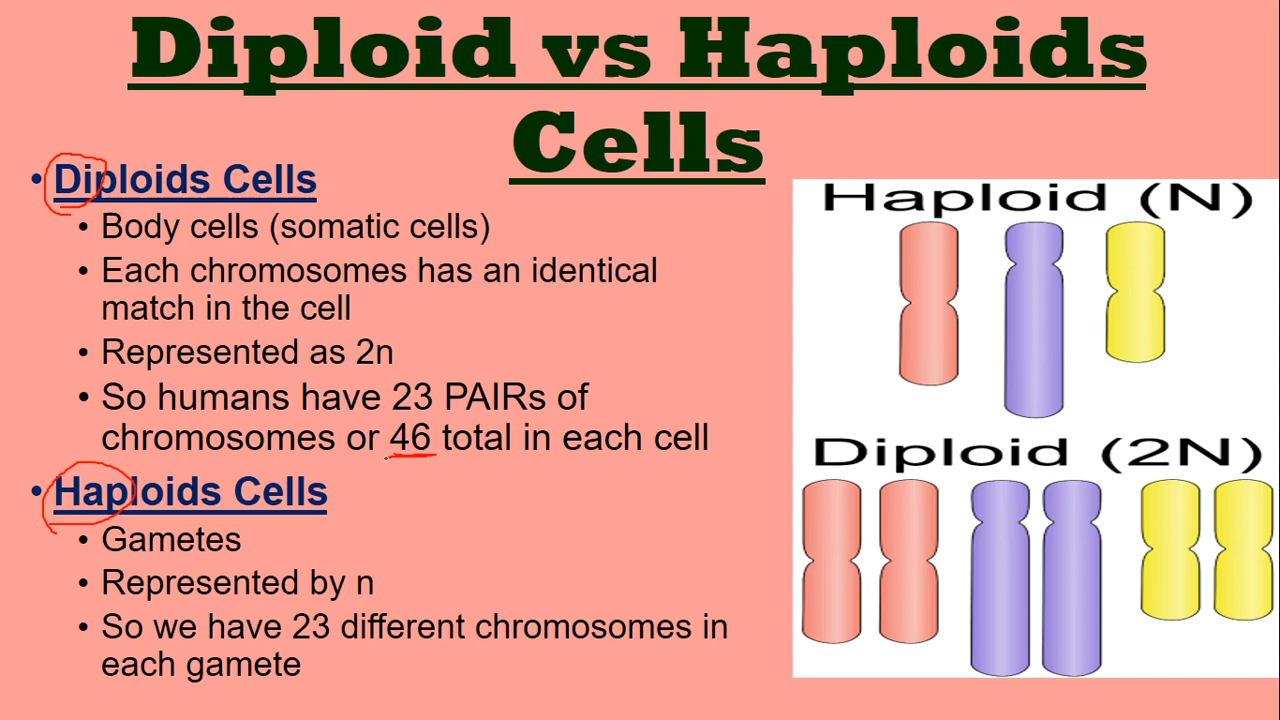 Diploid vs Haploids
Cells
• Diploids Cells
• Body cells (somatic cells)
• Each chromosomes has an identical
match in the cell
• Represented as 2n
• So humans have 23 PAIRs of
chromosomes or 46 total in each cell
• Haploids Cells
• Gametes
• Represented by n
• So we have 23 different chromosomes in
each gamete
Haploid (N)
Diploid (2N)